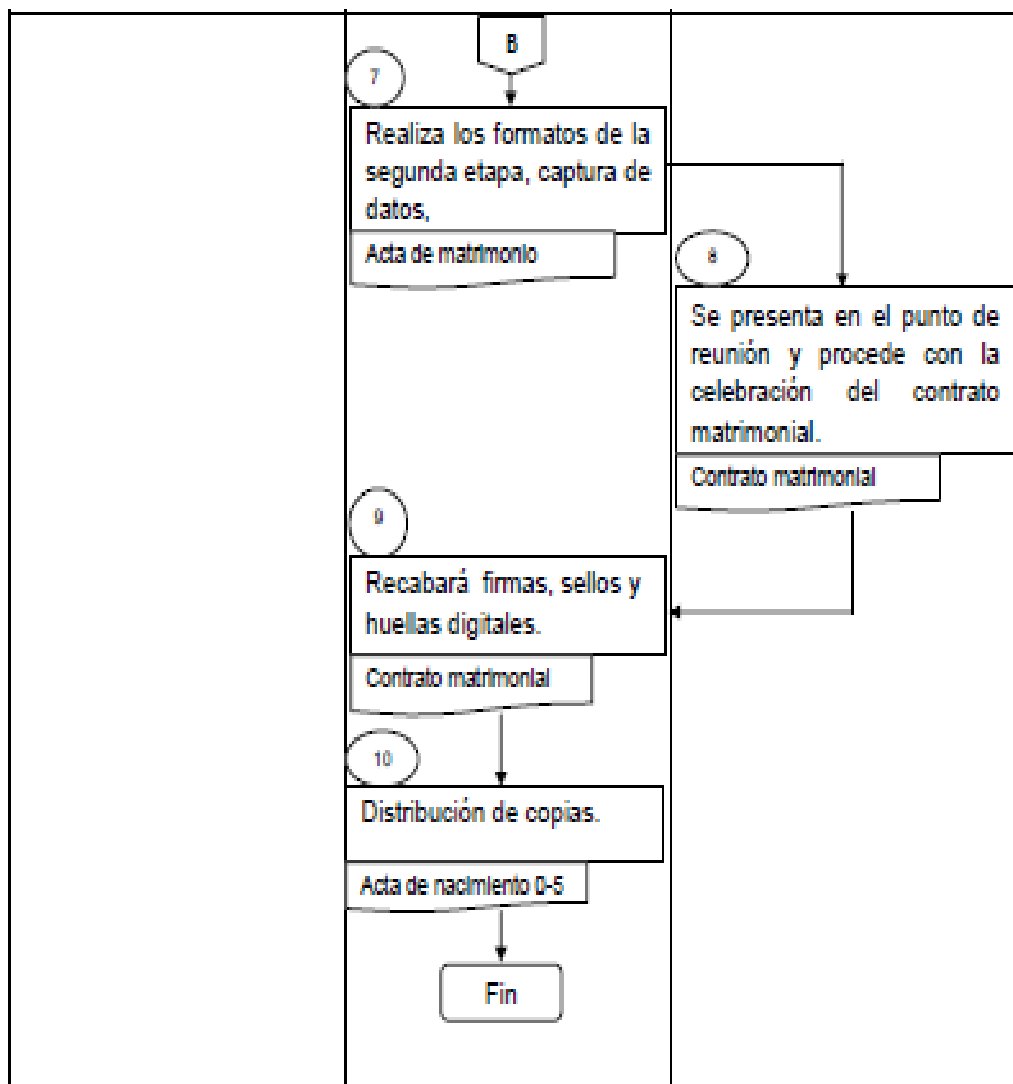 B
7
Realiza los formatos de la
segunda etapa, captura de
datos,
Acta de matrimonio
8
Se presenta en el punto de
reunión y procede con la
celebración del contrato
matrimonial.
Contrato matrimonial
9
Recabará firmas, sellos y
huellas digitales.
Contrato matrimonial
10
Distribución de copias.
Acta de nacimiento 0-5
Fin